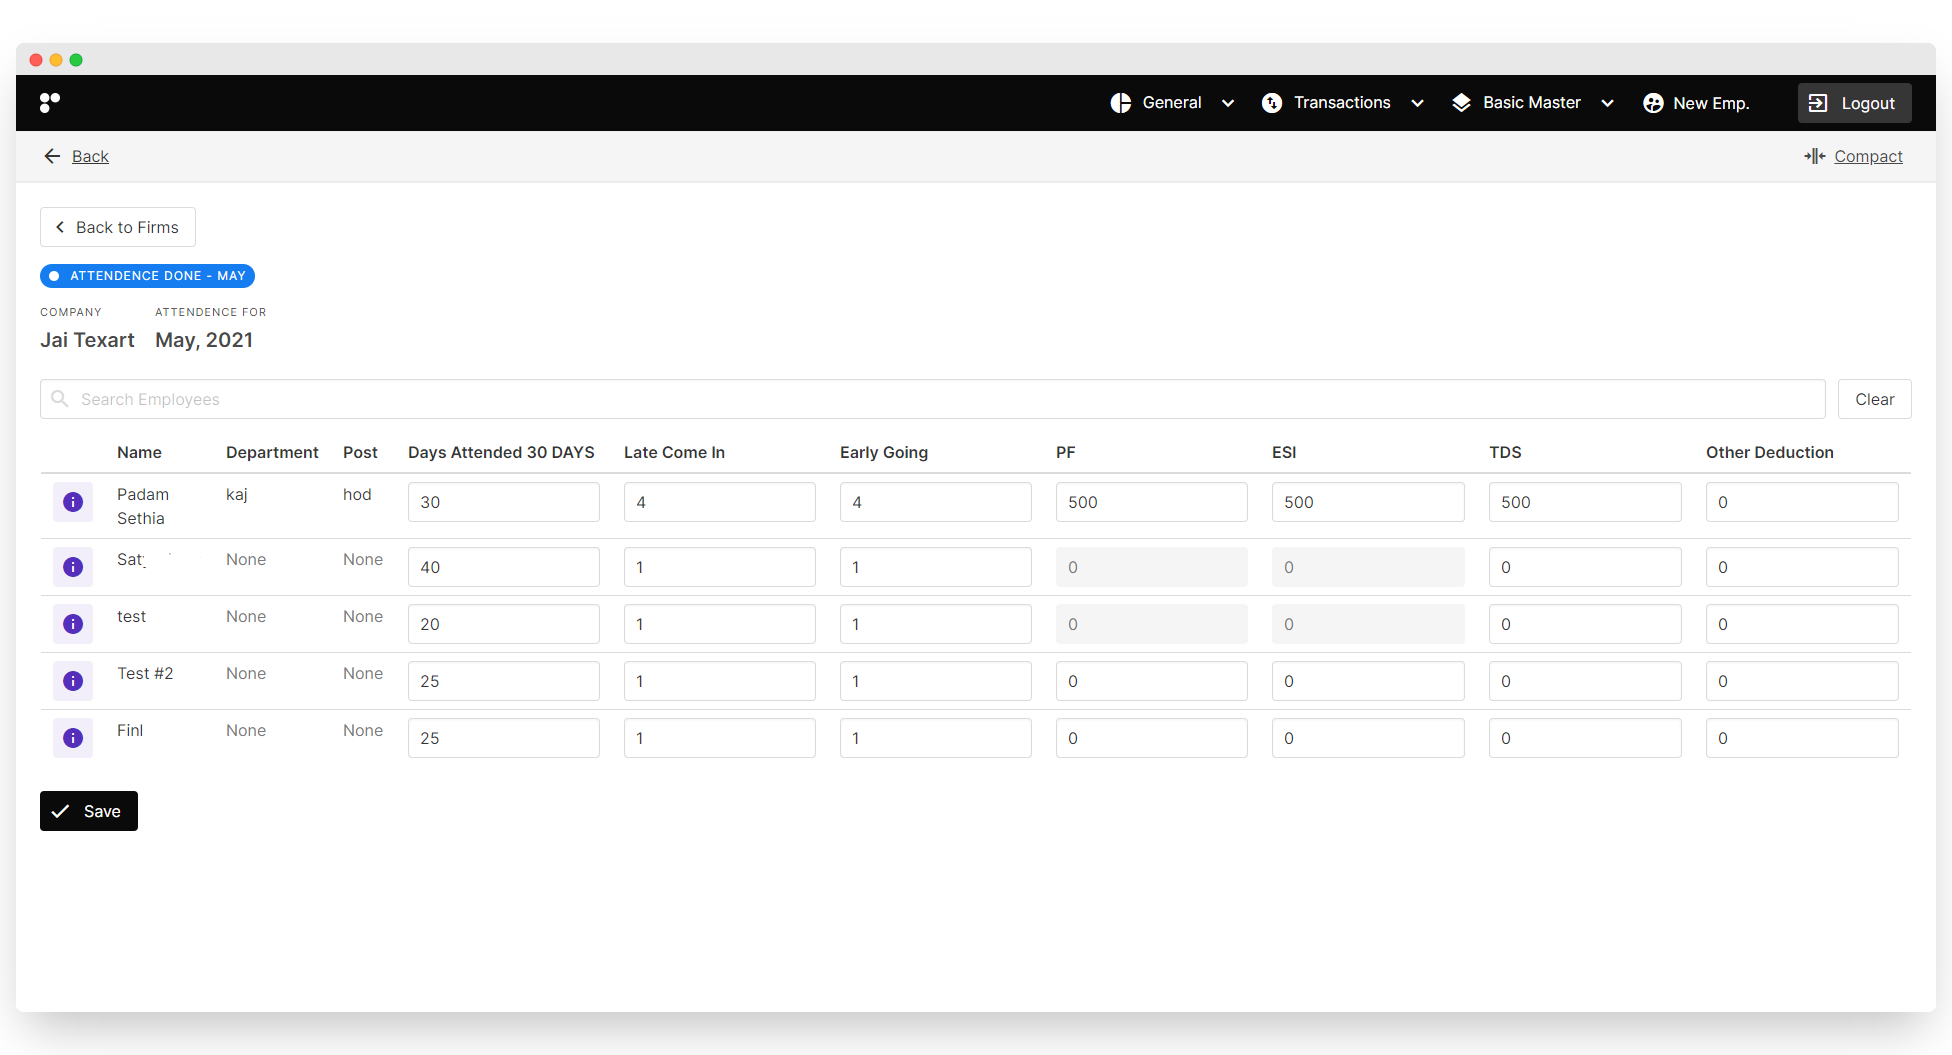 General Transactions Basic Master New Emp. Logout
Back Compact
Back to Firms
ATTENDENCE DONE - MAY
COMPANY ATTENDENCE FOR
Jai Texart May, 2021
Search Employees Clear
Name Department Post Days Attended 30 DAYS Late Come In Early Going PF ESI TDS Other Deduction
Padam Sethia kaj hod 30 4 4 500 500 500 0
None None 40 1 1 0 0 0 0
test None None 20 1 1 0 0 0 0
Test #2 None None 25 1 1 0 0 0 0
Finl None None 25 1 1 0 0 0 0
Save